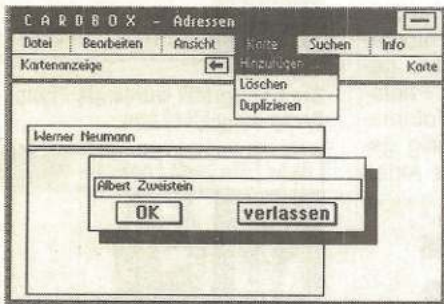 CARDBOX - Adressen
Datei Bearbeiten Ansicht Karte Suchen Info
Kartenanzeige Karte
Hinzufügen
Löschen
Duplizieren
Werner Neumann
Albert Zweistein
OK verlassen